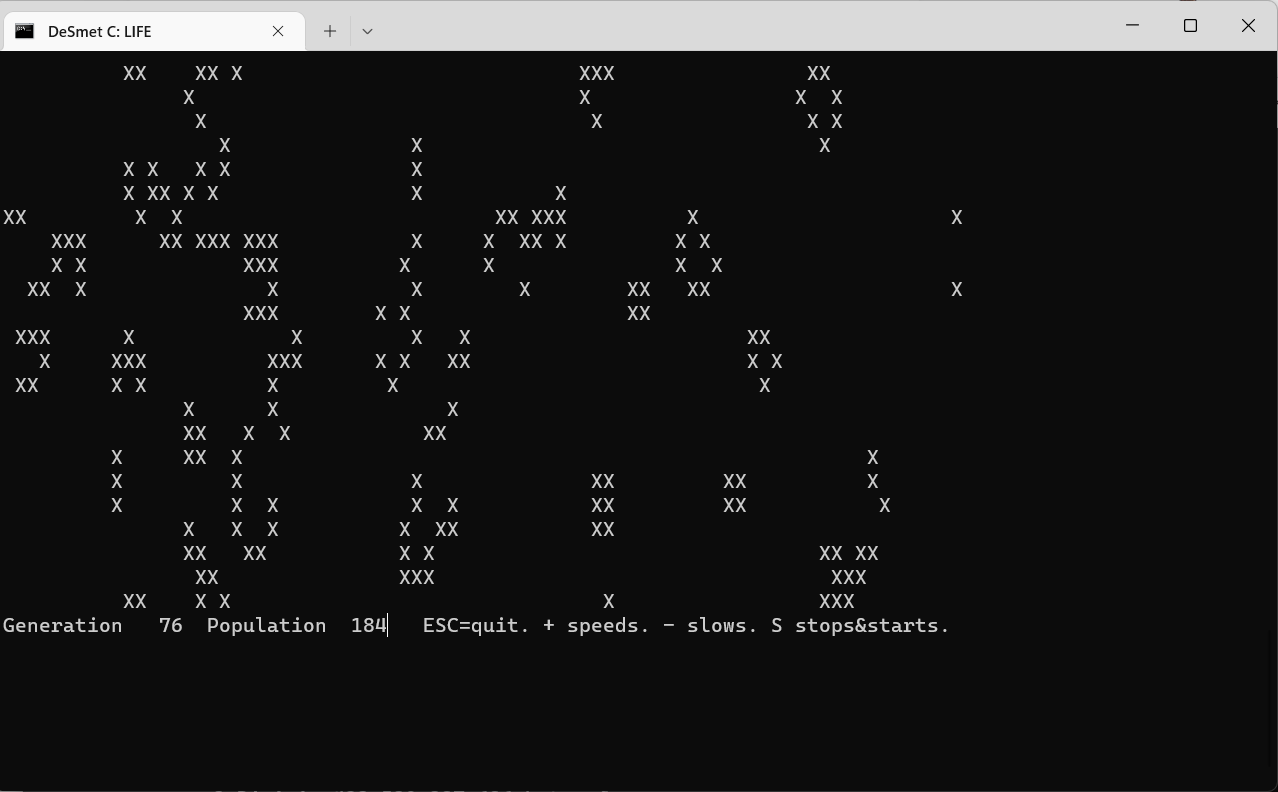 DeSmet C: LIFE
          XX    XX X                            XXX                XX
               X                                X                 X  X
                X                                X                 X X
                  X               X                                 X
          X X   X X               X
          X XX X X                X           X
XX         X  X                          XX XXX          X                     X
    XXX      XX XXX XXX           X     X  XX X         X X
    X X             XXX          X      X               X  X
  XX  X               X           X        X        XX   XX                    X
                    XXX        X X                  XX
 XXX      X             X         X   X                       XX
   X     XXX          XXX      X X   XX                       X X
 XX      X X          X         X                              X
               X      X              X
               XX   X  X           XX
         X     XX  X                                                    X
         X         X              X              XX         XX          X
         X         X  X           X  X           XX         XX           X
               X   X  X          X  XX           XX
               XX   XX           X X                                XX XX
                XX               XXX                                 XXX
          XX    X X                               X                 XXX
Generation   76  Population  184   ESC=quit. + speeds. - slows. S stops&starts.